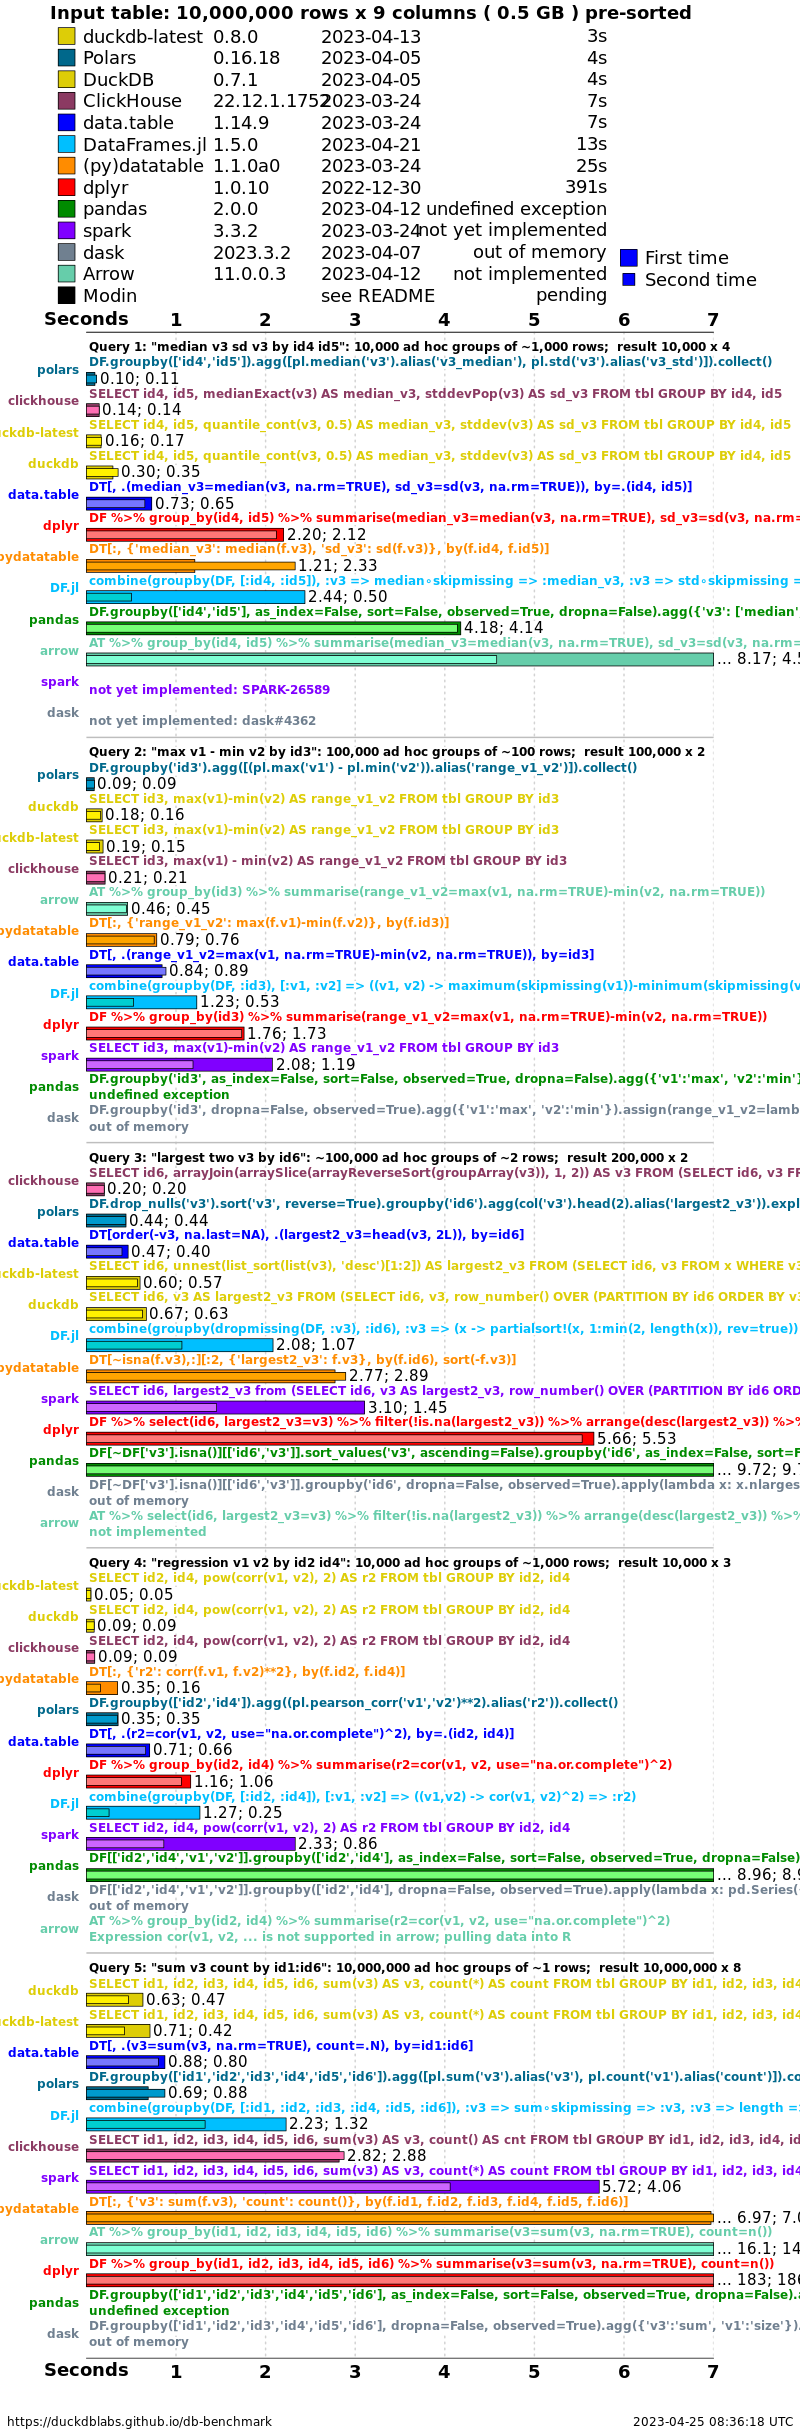 Input table: 10,000,000 rows x 9 columns ( 0.5 GB ) pre-sorted
duckdb-latest 0.8.0 2023-04-13 3s
Polars 0.16.18 2023-04-05 4s
DuckDB 0.7.1 2023-04-05 4s
ClickHouse 22.12.1.1752 2023-03-24 7s
data.table 1.14.9 2023-03-24 7s
DataFrames.jl 1.5.0 2023-04-21 13s
(py)datatable 1.1.0a0 2023-03-24 25s
dplyr 1.0.10 2022-12-30 391s
pandas 2.0.0 2023-04-12 undefined exception
spark 3.3.2 2023-03-24 not yet implemented
dask 2023.3.2 2023-04-07 out of memory
Arrow 11.0.0.3 2023-04-12 not implemented
Modin see README pending
First time
Second time
Seconds 1 2 3 4 5 6 7
Query 1: "median v3 sd v3 by id4 id5": 10,000 ad hoc groups of ~1,000 rows;  result 10,000 x 4
polars DF.groupby(['id4','id5']).agg([pl.median('v3').alias('v3_median'), pl.std('v3').alias('v3_std')]).collect()
0.10; 0.11
clickhouse SELECT id4, id5, medianExact(v3) AS median_v3, stddevPop(v3) AS sd_v3 FROM tbl GROUP BY id4, id5
0.14; 0.14
uckdb-latest SELECT id4, id5, quantile_cont(v3, 0.5) AS median_v3, stddev(v3) AS sd_v3 FROM tbl GROUP BY id4, id5
0.16; 0.17
duckdb SELECT id4, id5, quantile_cont(v3, 0.5) AS median_v3, stddev(v3) AS sd_v3 FROM tbl GROUP BY id4, id5
0.30; 0.35
data.table DT[, .(median_v3=median(v3, na.rm=TRUE), sd_v3=sd(v3, na.rm=TRUE)), by=.(id4, id5)]
0.73; 0.65
dplyr DF %>% group_by(id4, id5) %>% summarise(median_v3=median(v3, na.rm=TRUE), sd_v3=sd(v3, na.rm=
2.20; 2.12
pydatatable DT[:, {'median_v3': median(f.v3), 'sd_v3': sd(f.v3)}, by(f.id4, f.id5)]
1.21; 2.33
DF.jl combine(groupby(DF, [:id4, :id5]), :v3 => median∘skipmissing => :median_v3, :v3 => std∘skipmissing =
2.44; 0.50
pandas DF.groupby(['id4','id5'], as_index=False, sort=False, observed=True, dropna=False).agg({'v3': ['median'
4.18; 4.14
arrow AT %>% group_by(id4, id5) %>% summarise(median_v3=median(v3, na.rm=TRUE), sd_v3=sd(v3, na.rm=
... 8.17; 4.5
spark not yet implemented: SPARK-26589
dask not yet implemented: dask#4362
Query 2: "max v1 - min v2 by id3": 100,000 ad hoc groups of ~100 rows;  result 100,000 x 2
polars DF.groupby('id3').agg([(pl.max('v1') - pl.min('v2')).alias('range_v1_v2')]).collect()
0.09; 0.09
duckdb SELECT id3, max(v1)-min(v2) AS range_v1_v2 FROM tbl GROUP BY id3
0.18; 0.16
uckdb-latest SELECT id3, max(v1)-min(v2) AS range_v1_v2 FROM tbl GROUP BY id3
0.19; 0.15
clickhouse SELECT id3, max(v1) - min(v2) AS range_v1_v2 FROM tbl GROUP BY id3
0.21; 0.21
arrow AT %>% group_by(id3) %>% summarise(range_v1_v2=max(v1, na.rm=TRUE)-min(v2, na.rm=TRUE))
0.46; 0.45
pydatatable DT[:, {'range_v1_v2': max(f.v1)-min(f.v2)}, by(f.id3)]
0.79; 0.76
data.table DT[, .(range_v1_v2=max(v1, na.rm=TRUE)-min(v2, na.rm=TRUE)), by=id3]
0.84; 0.89
DF.jl combine(groupby(DF, :id3), [:v1, :v2] => ((v1, v2) -> maximum(skipmissing(v1))-minimum(skipmissing(v
1.23; 0.53
dplyr DF %>% group_by(id3) %>% summarise(range_v1_v2=max(v1, na.rm=TRUE)-min(v2, na.rm=TRUE))
1.76; 1.73
spark SELECT id3, max(v1)-min(v2) AS range_v1_v2 FROM tbl GROUP BY id3
2.08; 1.19
pandas DF.groupby('id3', as_index=False, sort=False, observed=True, dropna=False).agg({'v1':'max', 'v2':'min'}
undefined exception
dask DF.groupby('id3', dropna=False, observed=True).agg({'v1':'max', 'v2':'min'}).assign(range_v1_v2=lamb
out of memory
Query 3: "largest two v3 by id6": ~100,000 ad hoc groups of ~2 rows;  result 200,000 x 2
clickhouse SELECT id6, arrayJoin(arraySlice(arrayReverseSort(groupArray(v3)), 1, 2)) AS v3 FROM (SELECT id6, v3 FR
0.20; 0.20
polars DF.drop_nulls('v3').sort('v3', reverse=True).groupby('id6').agg(col('v3').head(2).alias('largest2_v3')).expl
0.44; 0.44
data.table DT[order(-v3, na.last=NA), .(largest2_v3=head(v3, 2L)), by=id6]
0.47; 0.40
uckdb-latest SELECT id6, unnest(list_sort(list(v3), 'desc')[1:2]) AS largest2_v3 FROM (SELECT id6, v3 FROM x WHERE v3
0.60; 0.57
duckdb SELECT id6, v3 AS largest2_v3 FROM (SELECT id6, v3, row_number() OVER (PARTITION BY id6 ORDER BY v3
0.67; 0.63
DF.jl combine(groupby(dropmissing(DF, :v3), :id6), :v3 => (x -> partialsort!(x, 1:min(2, length(x)), rev=true))
2.08; 1.07
pydatatable DT[~isna(f.v3),:][:2, {'largest2_v3': f.v3}, by(f.id6), sort(-f.v3)]
2.77; 2.89
spark SELECT id6, largest2_v3 from (SELECT id6, v3 AS largest2_v3, row_number() OVER (PARTITION BY id6 ORD
3.10; 1.45
dplyr DF %>% select(id6, largest2_v3=v3) %>% filter(!is.na(largest2_v3)) %>% arrange(desc(largest2_v3)) %>%
5.66; 5.53
pandas DF[~DF['v3'].isna()][['id6','v3']].sort_values('v3', ascending=False).groupby('id6', as_index=False, sort=F
... 9.72; 9.7
dask DF[~DF['v3'].isna()][['id6','v3']].groupby('id6', dropna=False, observed=True).apply(lambda x: x.nlarges
out of memory
arrow AT %>% select(id6, largest2_v3=v3) %>% filter(!is.na(largest2_v3)) %>% arrange(desc(largest2_v3)) %>%
not implemented
Query 4: "regression v1 v2 by id2 id4": 10,000 ad hoc groups of ~1,000 rows;  result 10,000 x 3
uckdb-latest SELECT id2, id4, pow(corr(v1, v2), 2) AS r2 FROM tbl GROUP BY id2, id4
0.05; 0.05
duckdb SELECT id2, id4, pow(corr(v1, v2), 2) AS r2 FROM tbl GROUP BY id2, id4
0.09; 0.09
clickhouse SELECT id2, id4, pow(corr(v1, v2), 2) AS r2 FROM tbl GROUP BY id2, id4
0.09; 0.09
pydatatable DT[:, {'r2': corr(f.v1, f.v2)**2}, by(f.id2, f.id4)]
0.35; 0.16
polars DF.groupby(['id2','id4']).agg((pl.pearson_corr('v1','v2')**2).alias('r2')).collect()
0.35; 0.35
data.table DT[, .(r2=cor(v1, v2, use="na.or.complete")^2), by=.(id2, id4)]
0.71; 0.66
dplyr DF %>% group_by(id2, id4) %>% summarise(r2=cor(v1, v2, use="na.or.complete")^2)
1.16; 1.06
DF.jl combine(groupby(DF, [:id2, :id4]), [:v1, :v2] => ((v1,v2) -> cor(v1, v2)^2) => :r2)
1.27; 0.25
spark SELECT id2, id4, pow(corr(v1, v2), 2) AS r2 FROM tbl GROUP BY id2, id4
2.33; 0.86
pandas DF[['id2','id4','v1','v2']].groupby(['id2','id4'], as_index=False, sort=False, observed=True, dropna=False)
... 8.96; 8.9
dask DF[['id2','id4','v1','v2']].groupby(['id2','id4'], dropna=False, observed=True).apply(lambda x: pd.Series(
out of memory
arrow AT %>% group_by(id2, id4) %>% summarise(r2=cor(v1, v2, use="na.or.complete")^2)
Expression cor(v1, v2, ... is not supported in arrow; pulling data into R
Query 5: "sum v3 count by id1:id6": 10,000,000 ad hoc groups of ~1 rows;  result 10,000,000 x 8
duckdb SELECT id1, id2, id3, id4, id5, id6, sum(v3) AS v3, count(*) AS count FROM tbl GROUP BY id1, id2, id3, id4
0.63; 0.47
uckdb-latest SELECT id1, id2, id3, id4, id5, id6, sum(v3) AS v3, count(*) AS count FROM tbl GROUP BY id1, id2, id3, id4
0.71; 0.42
data.table DT[, .(v3=sum(v3, na.rm=TRUE), count=.N), by=id1:id6]
0.88; 0.80
polars DF.groupby(['id1','id2','id3','id4','id5','id6']).agg([pl.sum('v3').alias('v3'), pl.count('v1').alias('count')]).co
0.69; 0.88
DF.jl combine(groupby(DF, [:id1, :id2, :id3, :id4, :id5, :id6]), :v3 => sum∘skipmissing => :v3, :v3 => length =
2.23; 1.32
clickhouse SELECT id1, id2, id3, id4, id5, id6, sum(v3) AS v3, count() AS cnt FROM tbl GROUP BY id1, id2, id3, id4, id
2.82; 2.88
spark SELECT id1, id2, id3, id4, id5, id6, sum(v3) AS v3, count(*) AS count FROM tbl GROUP BY id1, id2, id3, id4
5.72; 4.06
pydatatable DT[:, {'v3': sum(f.v3), 'count': count()}, by(f.id1, f.id2, f.id3, f.id4, f.id5, f.id6)]
... 6.97; 7.0
arrow AT %>% group_by(id1, id2, id3, id4, id5, id6) %>% summarise(v3=sum(v3, na.rm=TRUE), count=n())
... 16.1; 14
dplyr DF %>% group_by(id1, id2, id3, id4, id5, id6) %>% summarise(v3=sum(v3, na.rm=TRUE), count=n())
... 183; 186
pandas DF.groupby(['id1','id2','id3','id4','id5','id6'], as_index=False, sort=False, observed=True, dropna=False).
undefined exception
dask DF.groupby(['id1','id2','id3','id4','id5','id6'], dropna=False, observed=True).agg({'v3':'sum', 'v1':'size'}).
out of memory
Seconds 1 2 3 4 5 6 7
https://duckdblabs.github.io/db-benchmark 2023-04-25 08:36:18 UTC